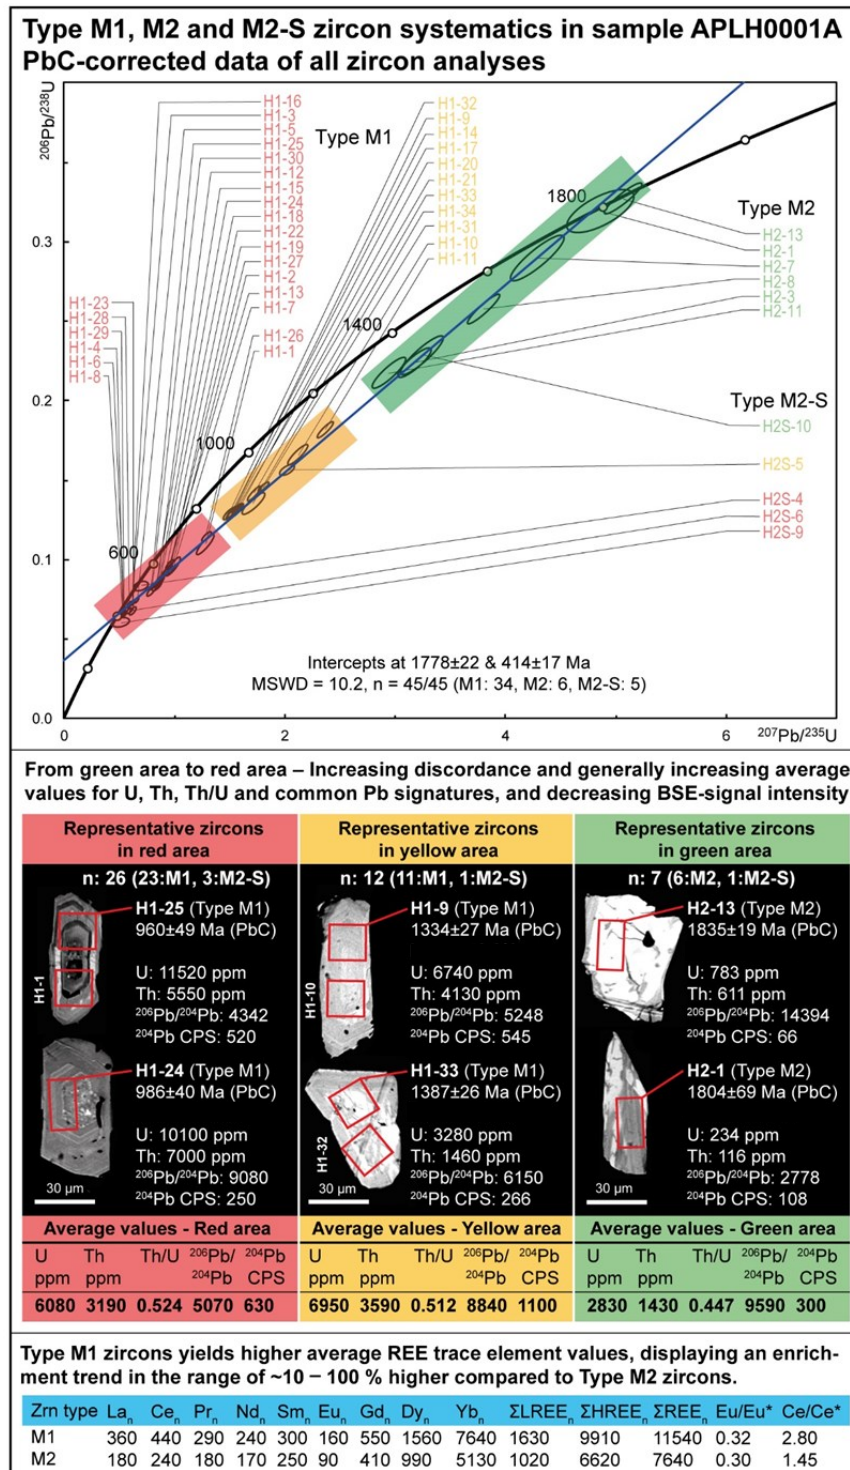 Type M1, M2 and M2-S zircon systematics in sample APLH0001A
PbC-corrected data of all zircon analyses
²⁰⁶Pb/²³⁸U
0.3
0.2
0.1
0.0
0
2
4
6
²⁰⁷Pb/²³⁵U
600
1000
1400
1800
Type M1
H1-16
H1-3
H1-5
H1-25
H1-30
H1-12
H1-15
H1-24
H1-18
H1-22
H1-19
H1-27
H1-2
H1-13
H1-7
H1-26
H1-1
H1-23
H1-28
H1-29
H1-4
H1-6
H1-8
H1-32
H1-9
H1-14
H1-17
H1-20
H1-21
H1-33
H1-34
H1-31
H1-10
H1-11
Type M2
H2-13
H2-1
H2-7
H2-8
H2-3
H2-11
Type M2-S
H2S-10
H2S-5
H2S-4
H2S-6
H2S-9
Intercepts at 1778±22 & 414±17 Ma
MSWD = 10.2, n = 45/45 (M1: 34, M2: 6, M2-S: 5)
From green area to red area – Increasing discordance and generally increasing average
values for U, Th, Th/U and common Pb signatures, and decreasing BSE-signal intensity
Representative zircons
in red area
n: 26 (23:M1, 3:M2-S)
H1-25 (Type M1)
960±49 Ma (PbC)
U: 11520 ppm
Th: 5550 ppm
²⁰⁶Pb/²⁰⁴Pb: 4342
²⁰⁴Pb CPS: 520
H1-1
H1-24 (Type M1)
986±40 Ma (PbC)
U: 10100 ppm
Th: 7000 ppm
²⁰⁶Pb/²⁰⁴Pb: 9080
²⁰⁴Pb CPS: 250
30 µm
Average values - Red area
U Th Th/U ²⁰⁶Pb/ ²⁰⁴Pb
ppm ppm ²⁰⁴Pb CPS
6080 3190 0.524 5070 630
Representative zircons
in yellow area
n: 12 (11:M1, 1:M2-S)
H1-9 (Type M1)
1334±27 Ma (PbC)
U: 6740 ppm
Th: 4130 ppm
²⁰⁶Pb/²⁰⁴Pb: 5248
²⁰⁴Pb CPS: 545
H1-10
H1-33 (Type M1)
1387±26 Ma (PbC)
U: 3280 ppm
Th: 1460 ppm
²⁰⁶Pb/²⁰⁴Pb: 6150
²⁰⁴Pb CPS: 266
H1-32
30 µm
Average values - Yellow area
U Th Th/U ²⁰⁶Pb/ ²⁰⁴Pb
ppm ppm ²⁰⁴Pb CPS
6950 3590 0.512 8840 1100
Representative zircons
in green area
n: 7 (6:M2, 1:M2-S)
H2-13 (Type M2)
1835±19 Ma (PbC)
U: 783 ppm
Th: 611 ppm
²⁰⁶Pb/²⁰⁴Pb: 14394
²⁰⁴Pb CPS: 66
H2-1 (Type M2)
1804±69 Ma (PbC)
U: 234 ppm
Th: 116 ppm
²⁰⁶Pb/²⁰⁴Pb: 2778
²⁰⁴Pb CPS: 108
30 µm
Average values - Green area
U Th Th/U ²⁰⁶Pb/ ²⁰⁴Pb
ppm ppm ²⁰⁴Pb CPS
2830 1430 0.447 9590 300
Type M1 zircons yields higher average REE trace element values, displaying an enrich-
ment trend in the range of ~10 – 100 % higher compared to Type M2 zircons.
Zrn type Laₙ Ceₙ Prₙ Ndₙ Smₙ Euₙ Gdₙ Dyₙ Ybₙ ΣLREEₙ ΣHREEₙ ΣREEₙ Eu/Eu* Ce/Ce*
M1 360 440 290 240 300 160 550 1560 7640 1630 9910 11540 0.32 2.80
M2 180 240 180 170 250 90 410 990 5130 1020 6620 7640 0.30 1.45